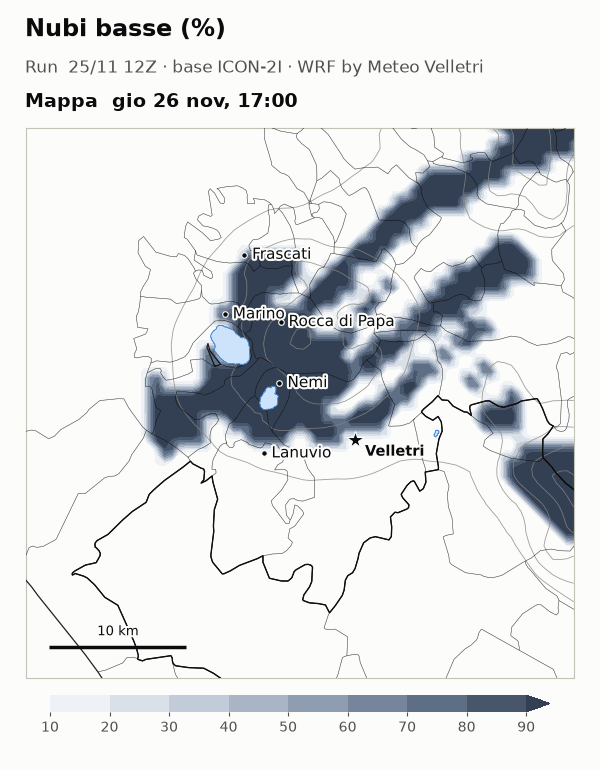 Nubi basse (%)
Run  25/11 12Z · base ICON-2I · WRF by Meteo Velletri
Mappa  gio 26 nov, 17:00
Frascati
Marino
Rocca di Papa
Nemi
Velletri
Lanuvio
10 km
10 20 30 40 50 60 70 80 90